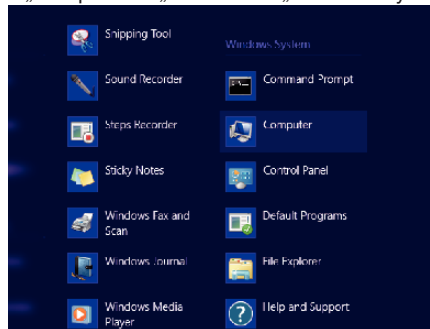 Snipping Tool
Sound Recorder
Steps Recorder
Sticky Notes
Windows Fax and
Scan
Windows Journal
Windows Media
Player
Windows System
Command Prompt
Computer
Control Panel
Default Programs
File Explorer
Help and Support